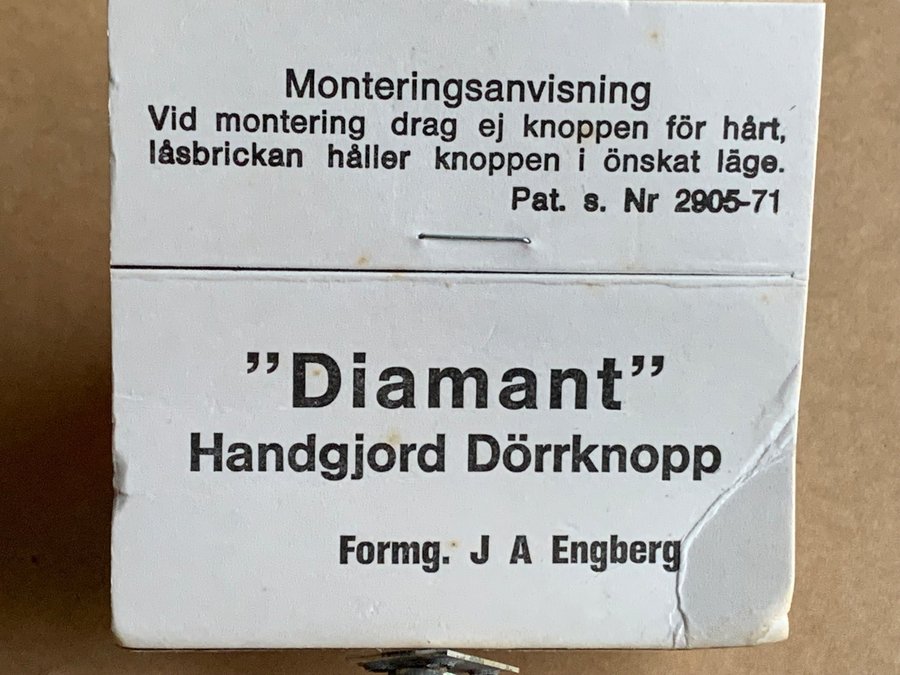 Monteringsanvisning
Vid montering drag ej knoppen för hårt,
låsbrickan håller knoppen i önskat läge.
Pat. s. Nr 2905-71
”Diamant”
Handgjord Dörrknopp
Formg. J A Engberg